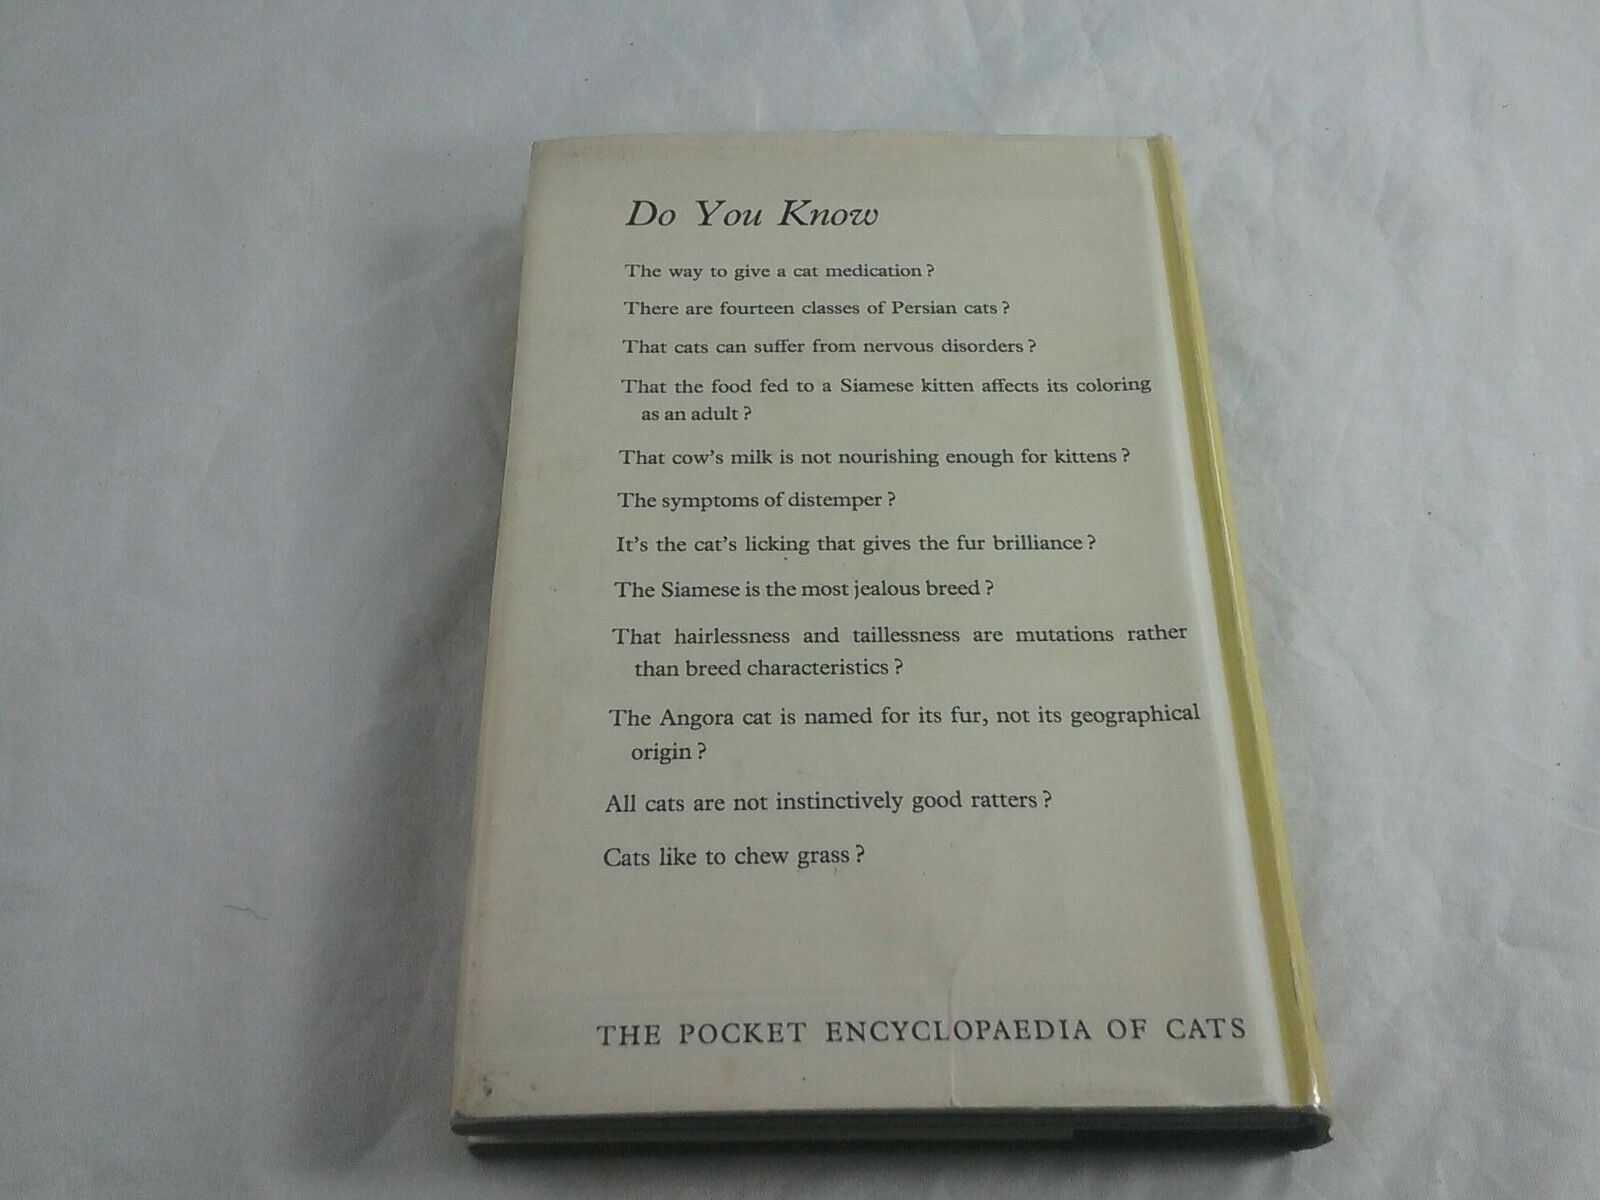 Do You Know
The way to give a cat medication?
There are fourteen classes of Persian cats?
That cats can suffer from nervous disorders?
That the food fed to a Siamese kitten affects its coloring
as an adult?
That cow's milk is not nourishing enough for kittens?
The symptoms of distemper?
It's the cat's licking that gives the fur brilliance?
The Siamese is the most jealous breed?
That hairlessness and taillessness are mutations rather
than breed characteristics?
The Angora cat is named for its fur, not its geographical
origin?
All cats are not instinctively good ratters?
Cats like to chew grass?
THE POCKET ENCYCLOPAEDIA OF CATS